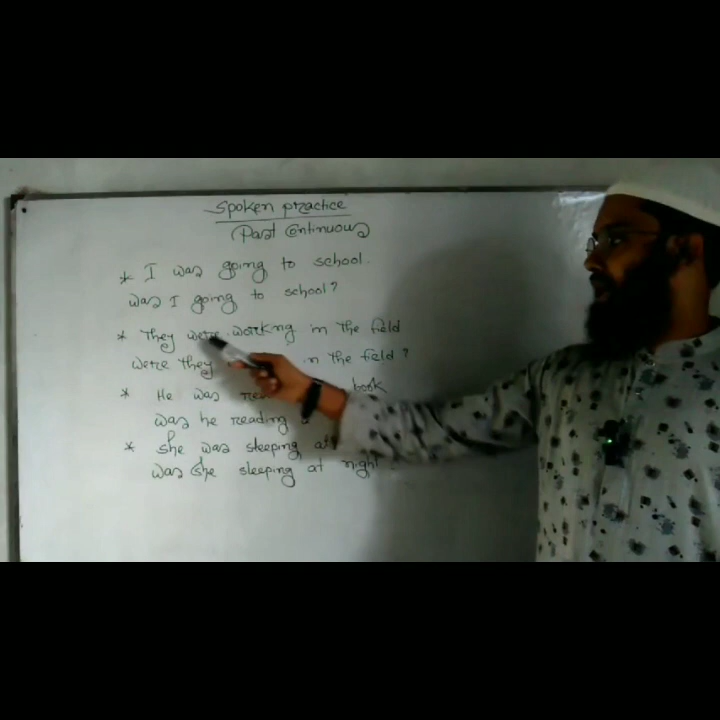 Spoken practice
Past Continuous
* I was going to school.
was I going to school?
* They were working in the field
were they in the field?
* He was book
was he reading a
* She was sleeping at
was she sleeping at night